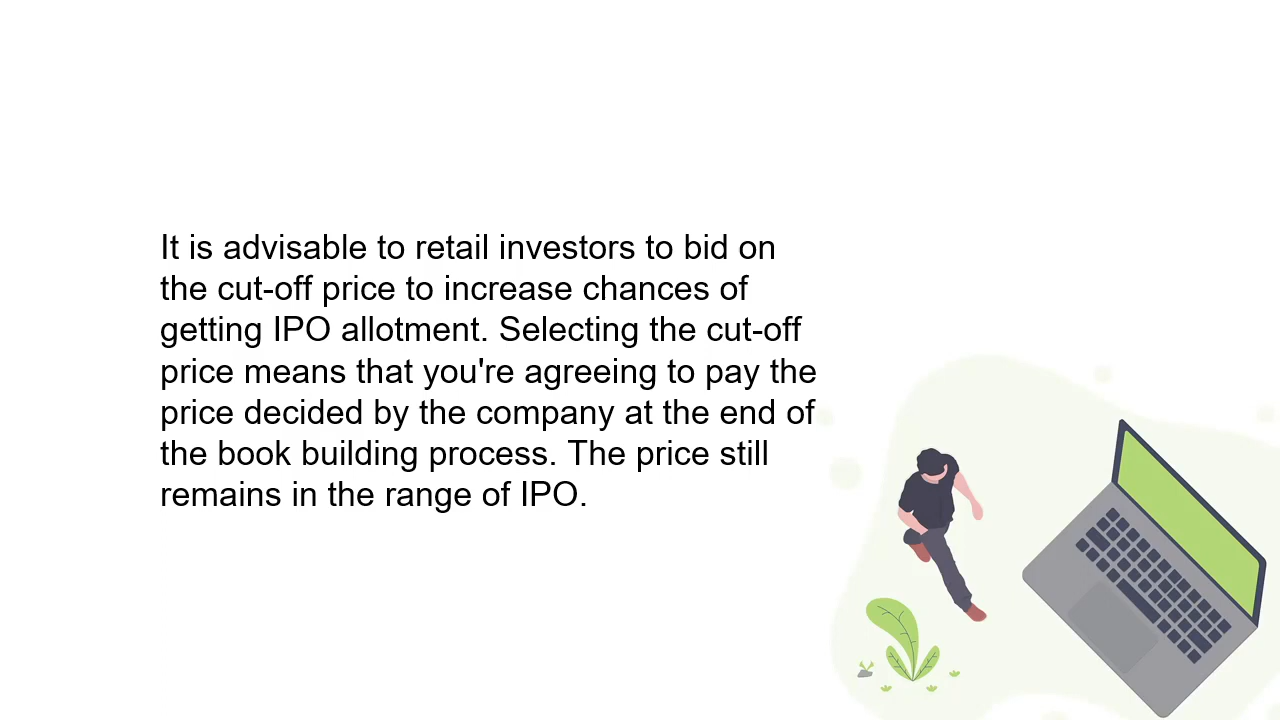 It is advisable to retail investors to bid on
the cut-off price to increase chances of
getting IPO allotment. Selecting the cut-off
price means that you're agreeing to pay the
price decided by the company at the end of
the book building process. The price still
remains in the range of IPO.